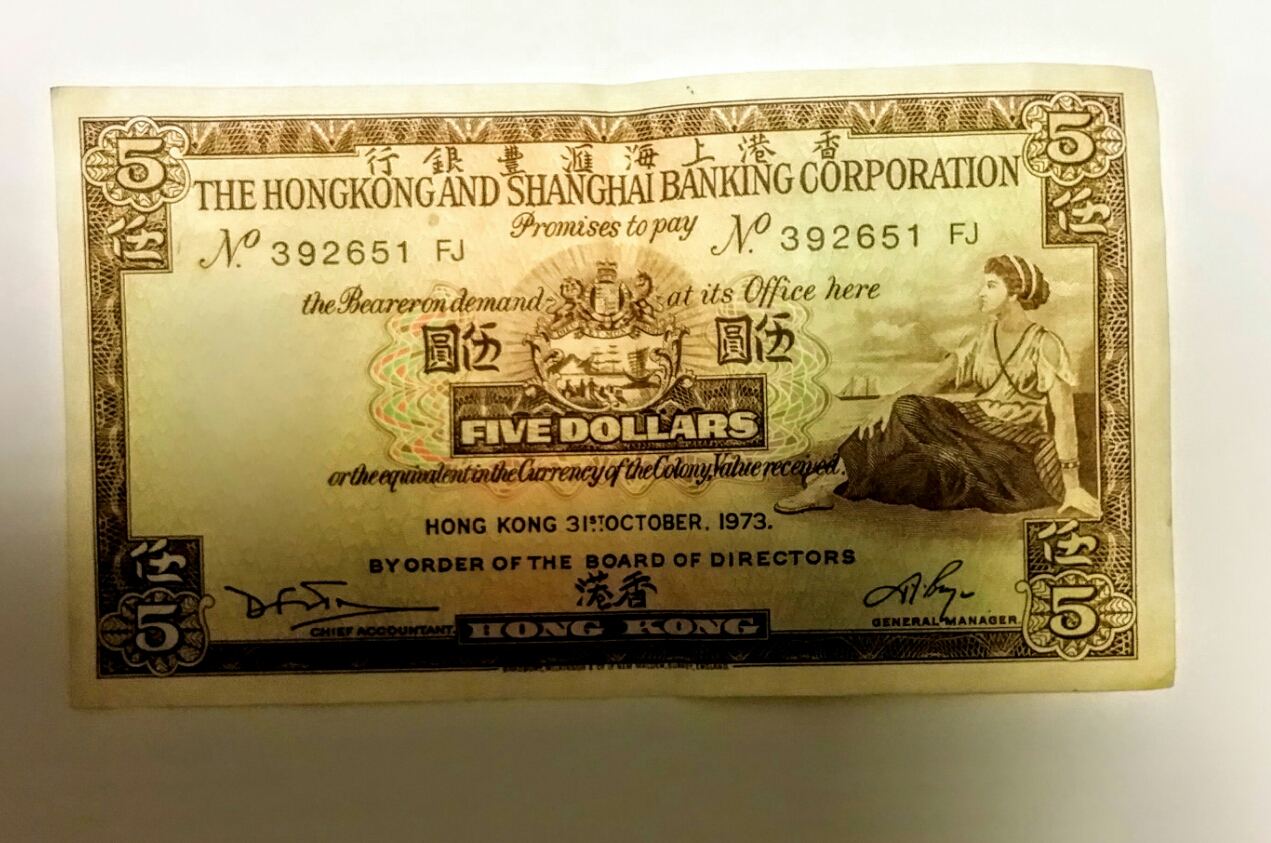 5
5
行銀豐滙海上港香
THE HONGKONG AND SHANGHAI BANKING CORPORATION
伍
伍
Promises to pay
Nº 392651 FJ
Nº 392651 FJ
the Bearer on demand
at its Office here
圓伍
圓伍
FIVE DOLLARS
or the equivalent in the Currency of the Colony, Value received.
HONG KONG 31ST OCTOBER, 1973.
BY ORDER OF THE BOARD OF DIRECTORS
伍
伍
港香
5
5
CHIEF ACCOUNTANT
HONG KONG
GENERAL MANAGER